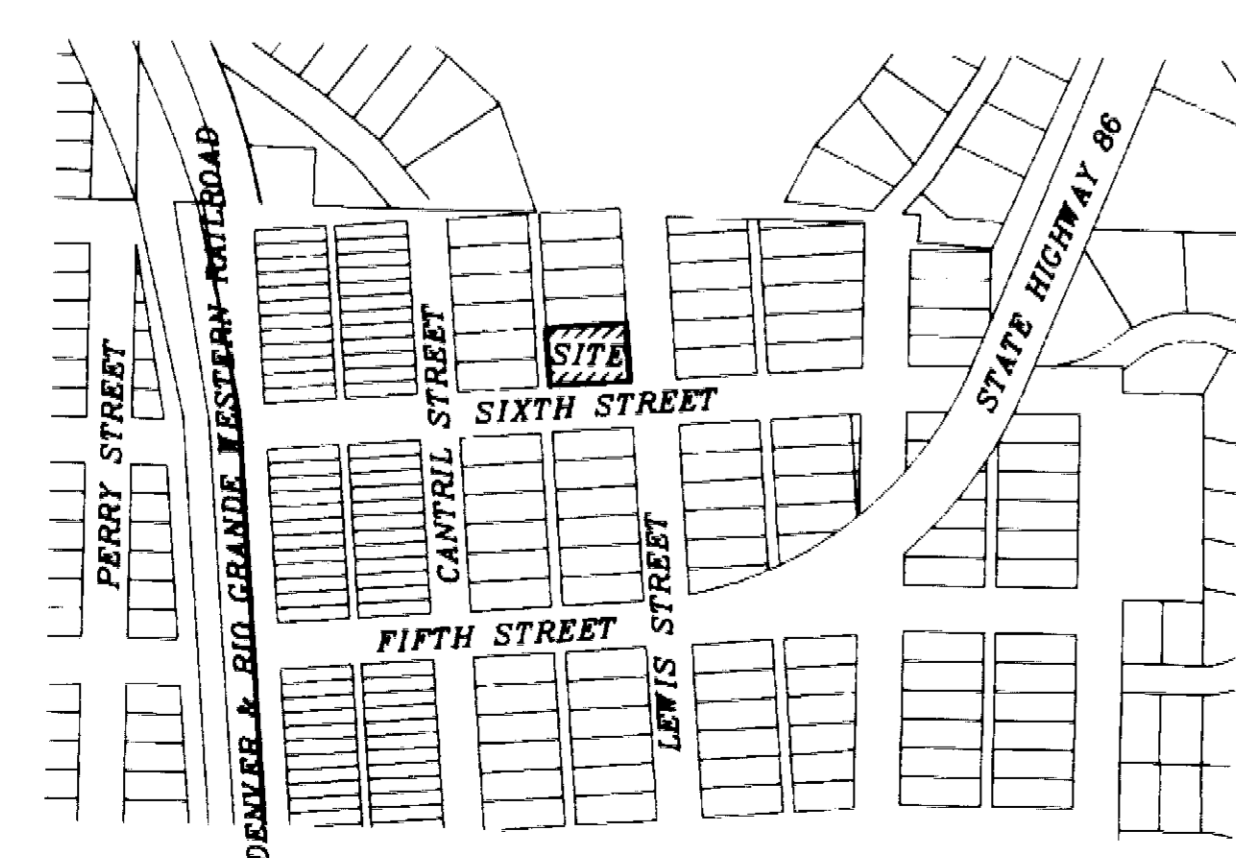 DENVER & RIO GRANDE WESTERN RAILROAD
STATE HIGHWAY 86
PERRY STREET
CANTRIL STREET
SITE
SIXTH STREET
FIFTH STREET
LEWIS STREET